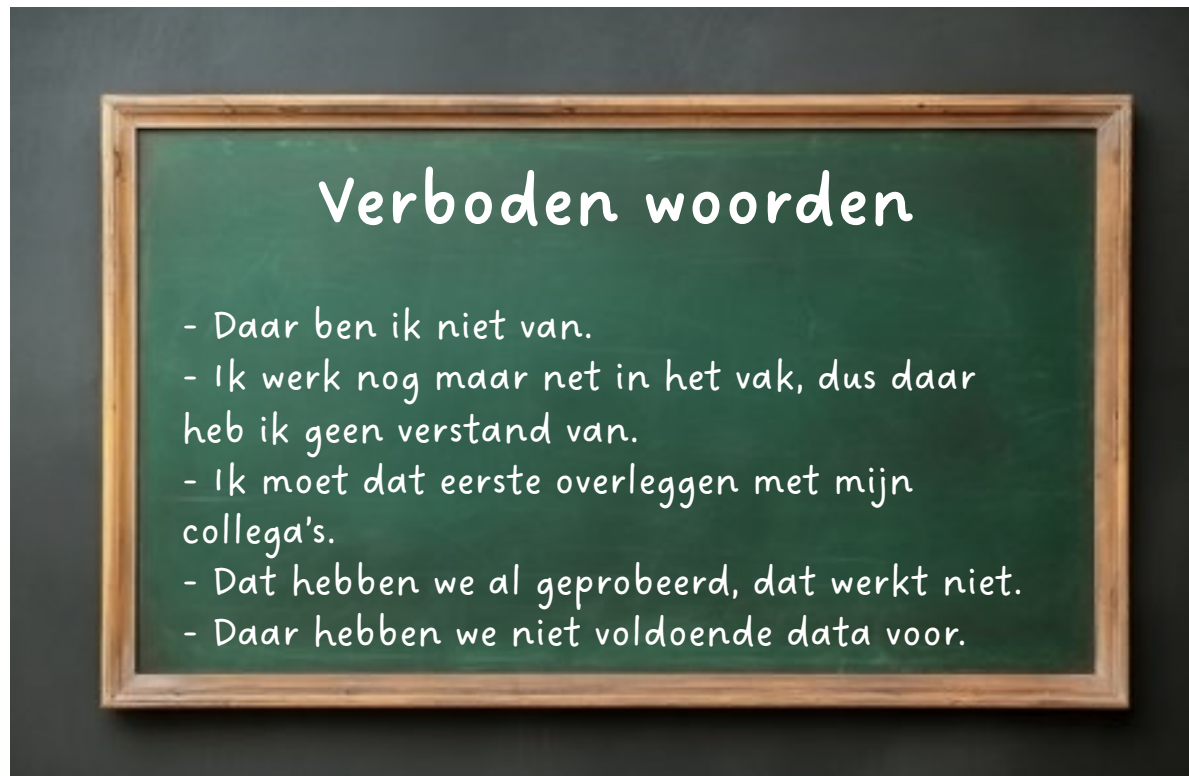 Verboden woorden
- Daar ben ik niet van.
- Ik werk nog maar net in het vak, dus daar
heb ik geen verstand van.
- Ik moet dat eerste overleggen met mijn
collega's.
- Dat hebben we al geprobeerd, dat werkt niet.
- Daar hebben we niet voldoende data voor.